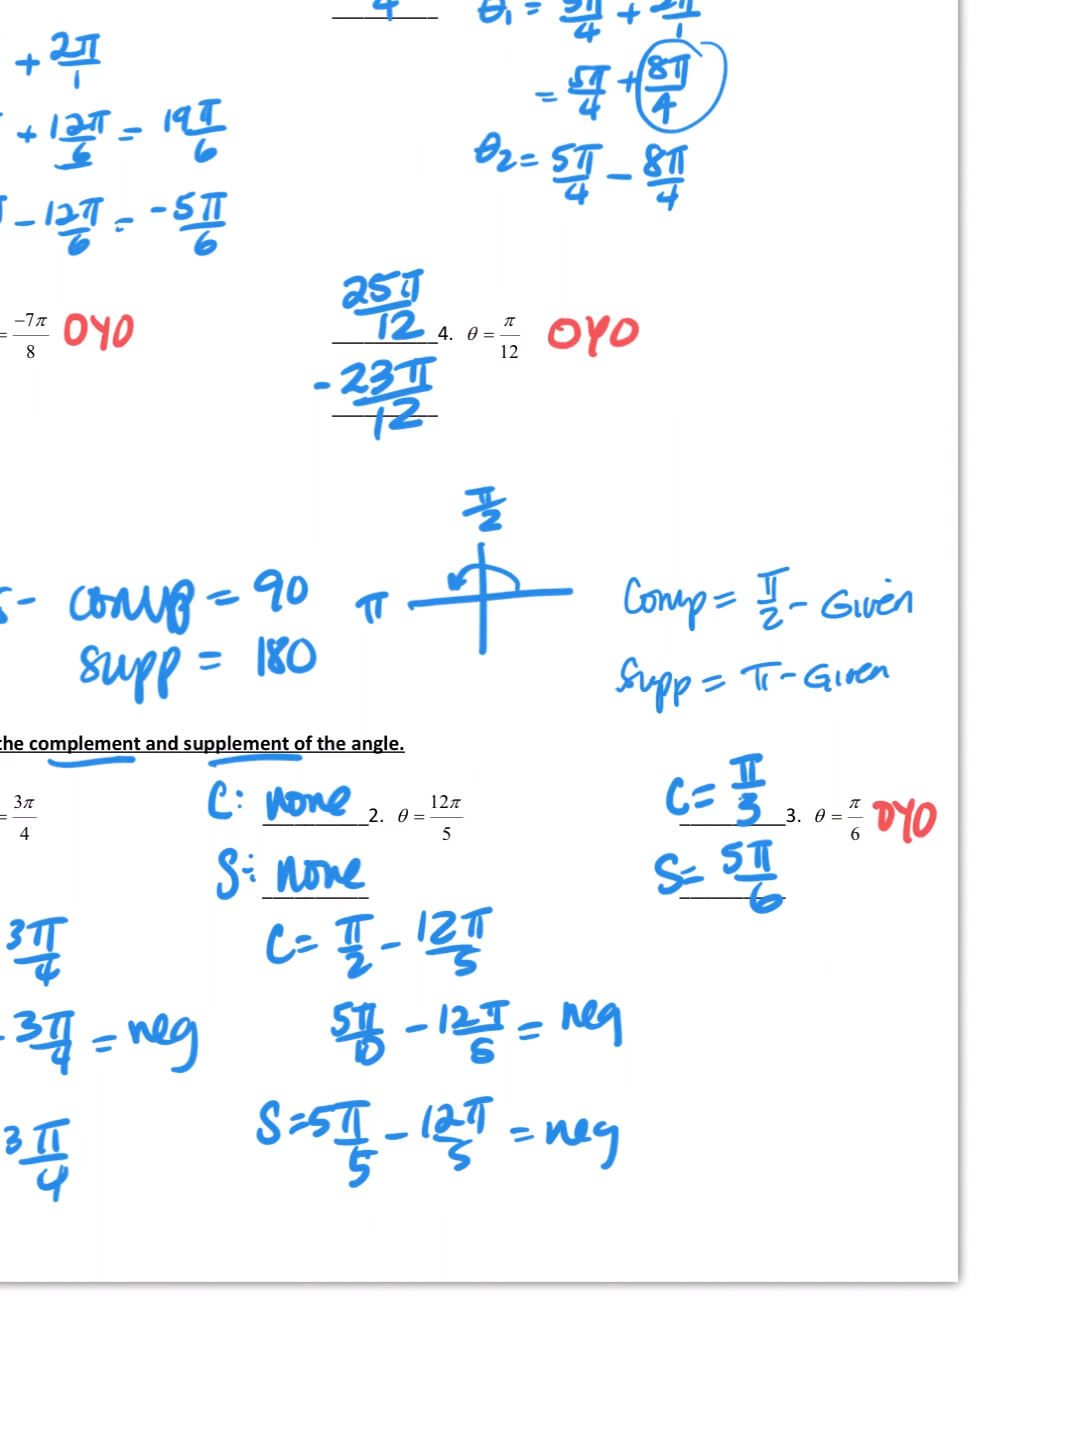 4 θ₁ = 5π/4 + 2π/1
+ 2π/1
= 5π/4 + 8π/4
+ 12π/6 = 19π/6
θ₂ = 5π/4 − 8π/4
− 12π/6 = −5π/6
25π/12
= −7π/8 OYO
4. θ = π/12 OYO
−23π/12
π/2
comp = 90
π
Comp = π/2 − Given
supp = 180
Supp = π − Given
the complement and supplement of the angle.
= 3π/4
C: none 2. θ = 12π/5
C = π/3 3. θ = π/6 OYO
S: none
S = 5π/6
3π/4
C = π/2 − 12π/5
− 3π/4 = neg
5π/10 − 12π/5 = neg
3π/4
S = 5π/5 − 12π/5 = neg